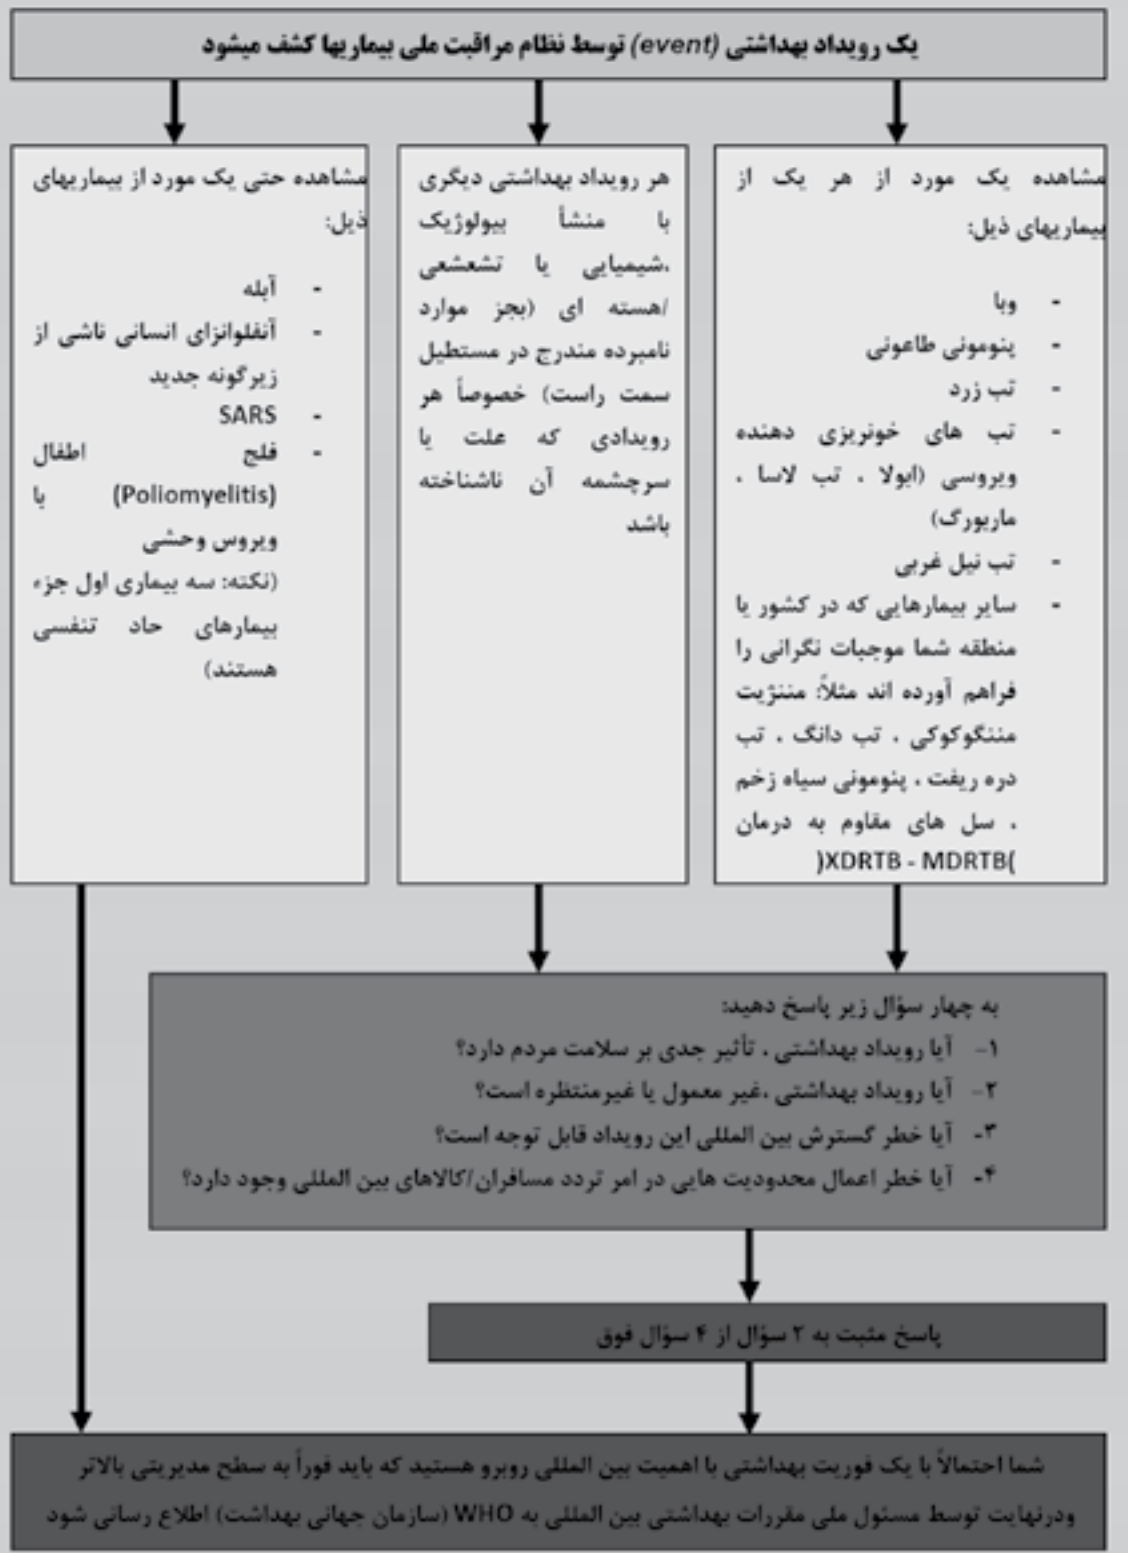 یک رویداد بهداشتی (event) توسط نظام مراقبت ملی بیماریها کشف میشود
مشاهده یک مورد از هر یک از
بیماریهای ذیل:
- وبا
- پنومونی طاعونی
- تب زرد
- تب های خونریزی دهنده
ویروسی (ابولا ، تب لاسا ،
ماربورگ)
- تب نیل غربی
- سایر بیمارهایی که در کشور یا
منطقه شما موجبات نگرانی را
فراهم آورده اند مثلاً: مننژیت
مننگوکوکی ، تب دانگ ، تب
دره ریفت ، پنومونی سیاه زخم
، سل های مقاوم به درمان
)XDRTB - MDRTB(
هر رویداد بهداشتی دیگری
با منشأ بیولوژیک
،شیمیایی یا تشعشعی
/هسته ای (بجز موارد
نامبرده مندرج در مستطیل
سمت راست) خصوصاً هر
رویدادی که علت یا
سرچشمه آن ناشناخته
باشد
مشاهده حتی یک مورد از بیماریهای
ذیل:
- آبله
- آنفلوانزای انسانی ناشی از
زیرگونه جدید
- SARS
- فلج اطفال
(Poliomyelitis) با
ویروس وحشی
(نکته: سه بیماری اول جزء
بیمارهای حاد تنفسی
هستند)
به چهار سؤال زیر پاسخ دهید:
۱- آیا رویداد بهداشتی ، تأثیر جدی بر سلامت مردم دارد؟
۲- آیا رویداد بهداشتی ،غیر معمول یا غیرمنتظره است؟
۳- آیا خطر گسترش بین المللی این رویداد قابل توجه است؟
۴- آیا خطر اعمال محدودیت هایی در امر تردد مسافران/کالاهای بین المللی وجود دارد؟
پاسخ مثبت به ۲ سؤال از ۴ سؤال فوق
شما احتمالاً با یک فوریت بهداشتی با اهمیت بین المللی روبرو هستید که باید فوراً به سطح مدیریتی بالاتر
ودرنهایت توسط مسئول ملی مقررات بهداشتی بین المللی به WHO (سازمان جهانی بهداشت) اطلاع رسانی شود